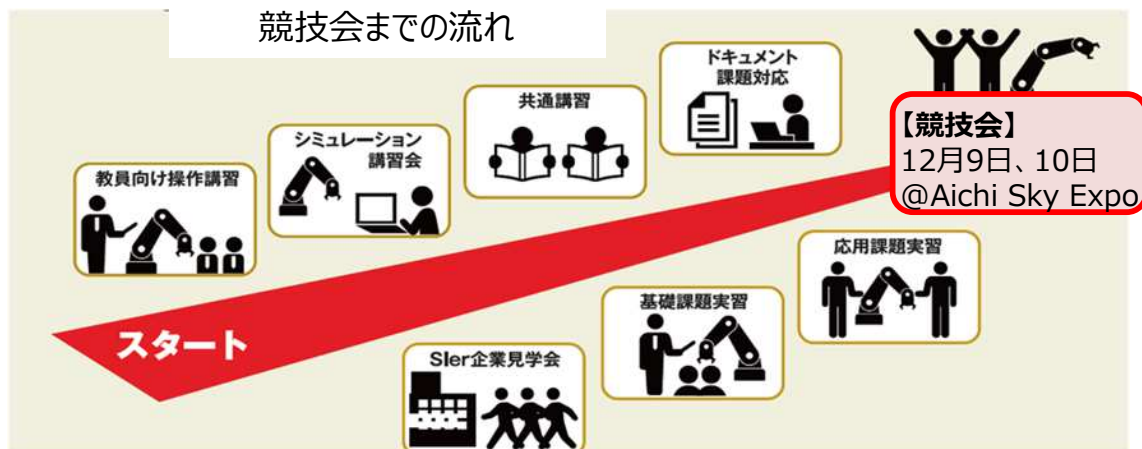 競技会までの流れ
ドキュメント
課題対応
共通講習
シミュレーション
講習会
教員向け操作講習
【競技会】
12月9日、10日
@Aichi Sky Expo
応用課題実習
基礎課題実習
スタート
SIer企業見学会